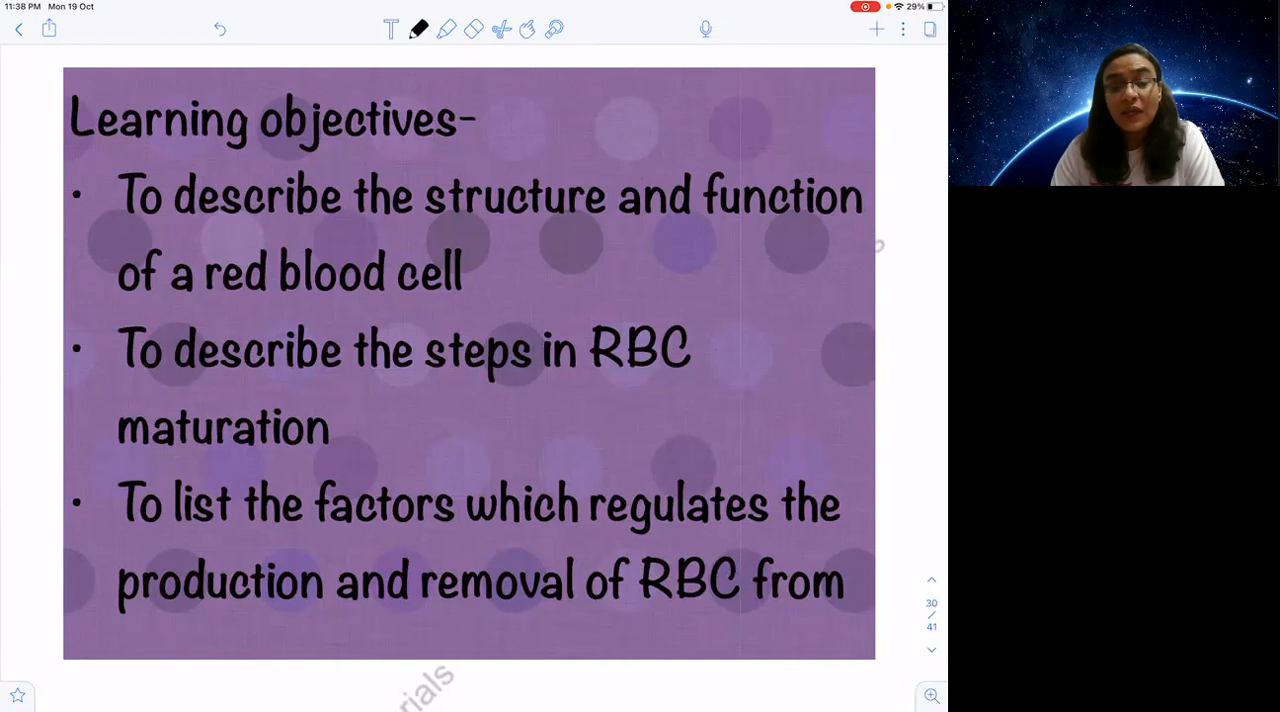 11:38 PM Mon 19 Oct
29%
T
Learning objectives-
• To describe the structure and function
of a red blood cell
• To describe the steps in RBC
maturation
• To list the factors which regulates the
production and removal of RBC from
30
/
41
rials